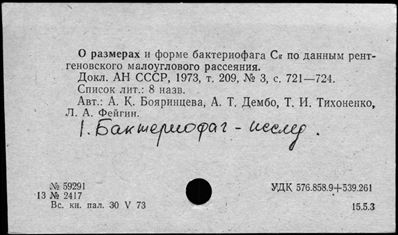 О размерах и форме бактериофага Cd по данным рент-
геновского малоуглового рассеяния.
Докл. АН СССР, 1973, т. 209, № 3, с. 721—724.
Список лит.: 8 назв.
Авт.: А. К. Бояринцева, А. Т. Дембо, Т. И. Тихоненко,
Л. А. Фейгин.
1. Бактериофаг - исслед.
№ 59291
13 № 2417
Вс. кн. пал. 30 V 73
УДК 576.858.9+539.261
15.5.3